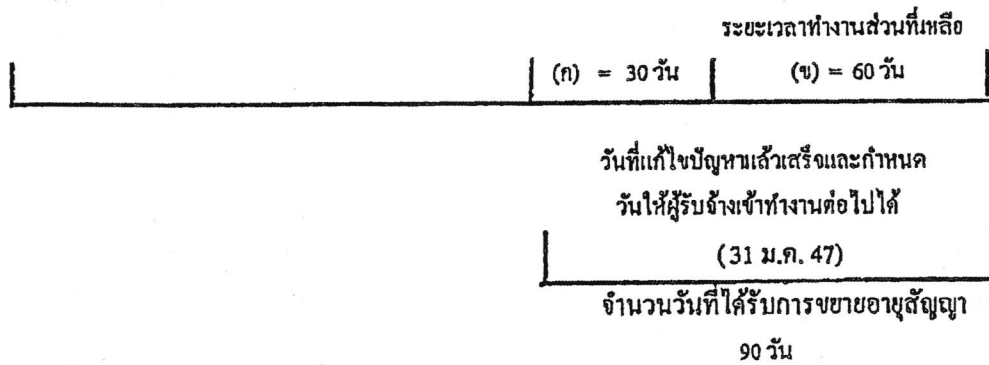 ระยะเวลาทำงานส่วนที่เหลือ
(ก) = 30 วัน (ข) = 60 วัน
วันที่แก้ไขปัญหาแล้วเสร็จและกำหนด
วันให้ผู้รับจ้างเข้าทำงานต่อไปได้
(31 ม.ค. 47)
จำนวนวันที่ได้รับการขยายอายุสัญญา
90 วัน